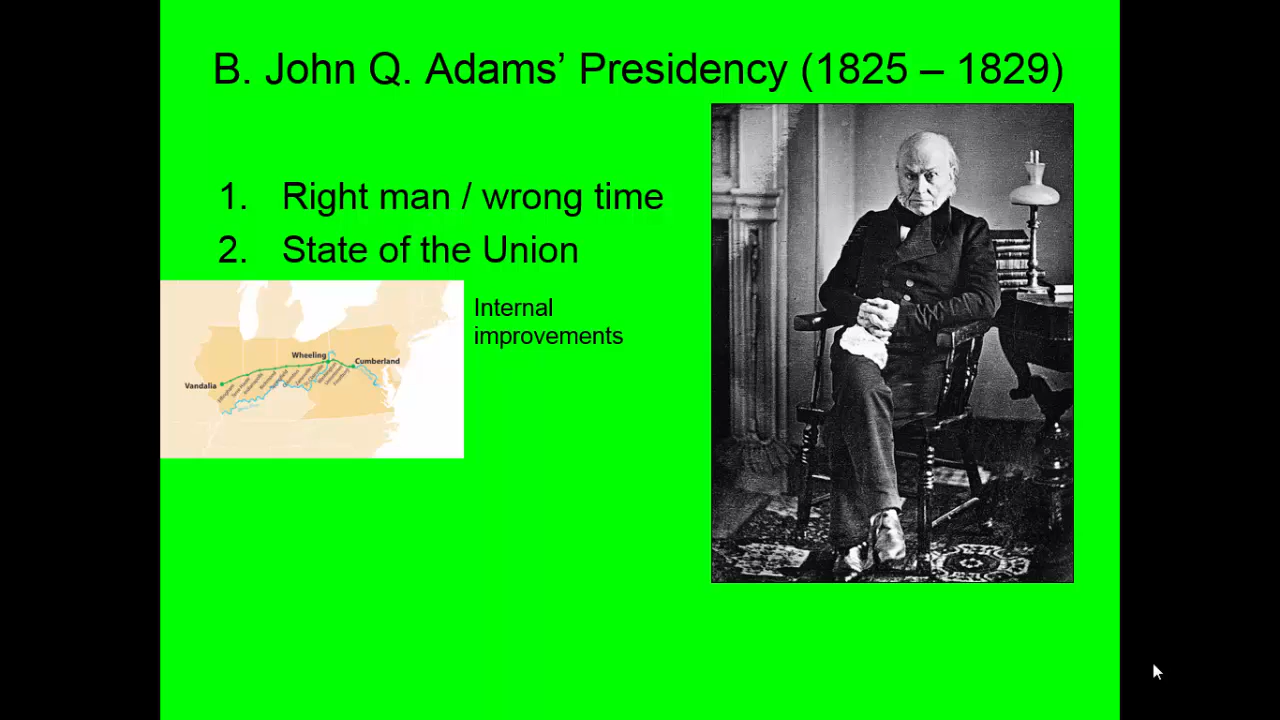 B. John Q. Adams’ Presidency (1825 – 1829)
1. Right man / wrong time
2. State of the Union
Internal
improvements
Wheeling
Cumberland
Vandalia